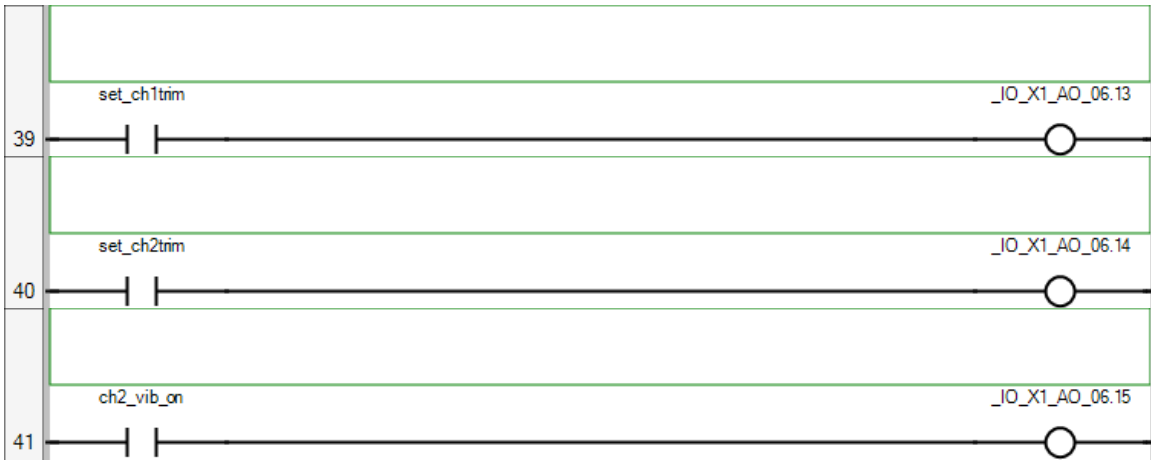 set_ch1trim _IO_X1_AO_06.13
39
set_ch2trim _IO_X1_AO_06.14
40
ch2_vib_on _IO_X1_AO_06.15
41